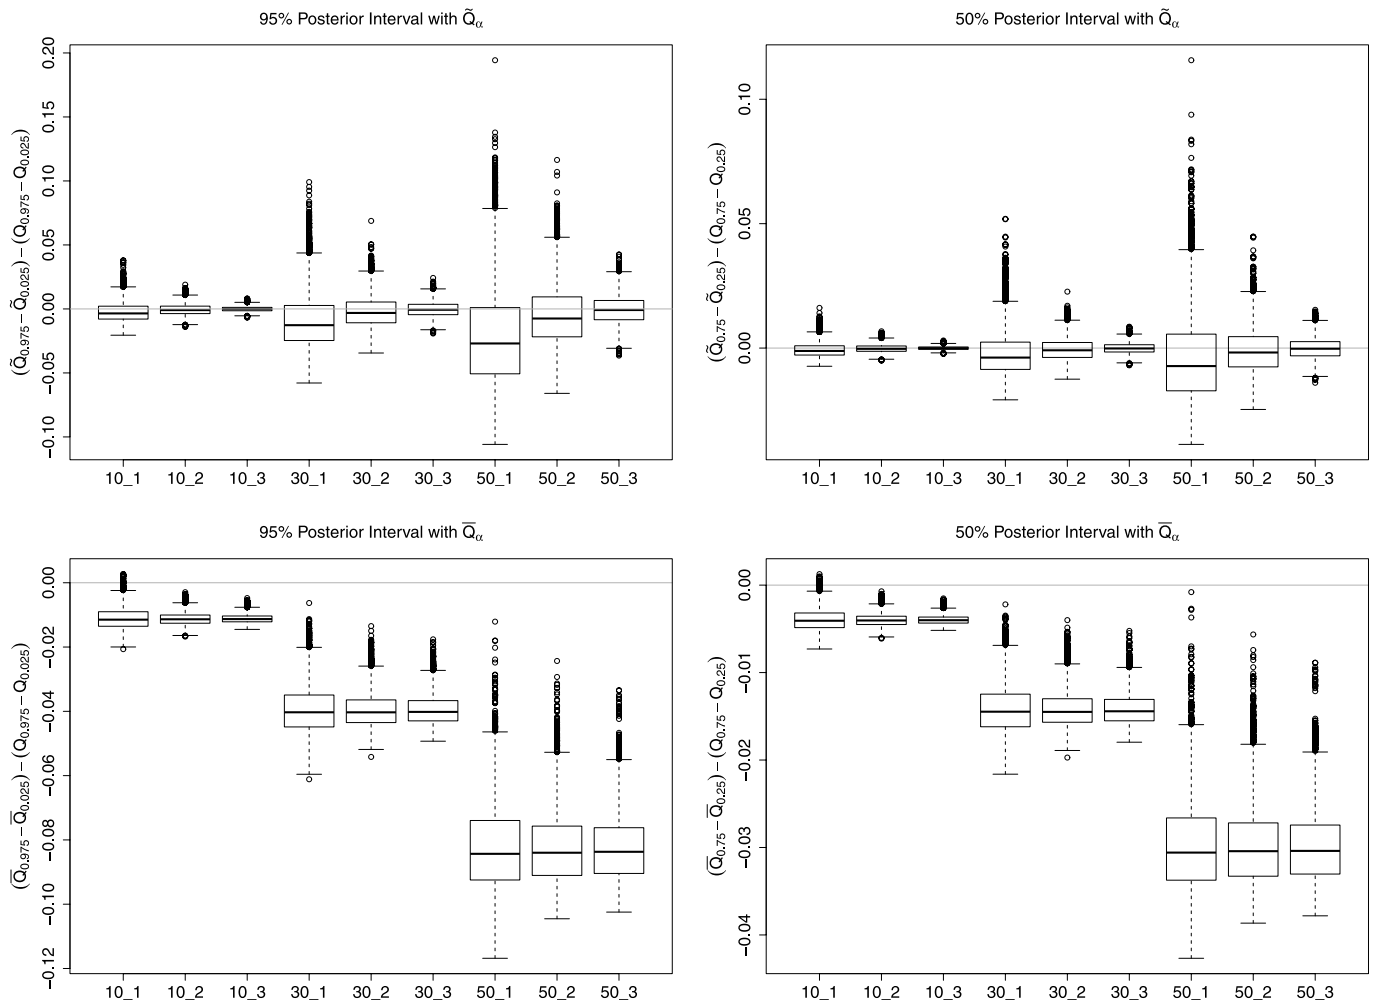 95% Posterior Interval with Q̃α
50% Posterior Interval with Q̃α
(Q̃0.975 − Q̃0.025) − (Q0.975 − Q0.025)
0.20
0.15
0.10
0.05
0.00
−0.05
−0.10
10_1 10_2 10_3 30_1 30_2 30_3 50_1 50_2 50_3
(Q̃0.75 − Q̃0.25) − (Q0.75 − Q0.25)
0.10
0.05
0.00
10_1 10_2 10_3 30_1 30_2 30_3 50_1 50_2 50_3
95% Posterior Interval with Q̅α
50% Posterior Interval with Q̅α
(Q̅0.975 − Q̅0.025) − (Q0.975 − Q0.025)
0.00
−0.02
−0.04
−0.06
−0.08
−0.10
−0.12
10_1 10_2 10_3 30_1 30_2 30_3 50_1 50_2 50_3
(Q̅0.75 − Q̅0.25) − (Q0.75 − Q0.25)
0.00
−0.01
−0.02
−0.03
−0.04
10_1 10_2 10_3 30_1 30_2 30_3 50_1 50_2 50_3